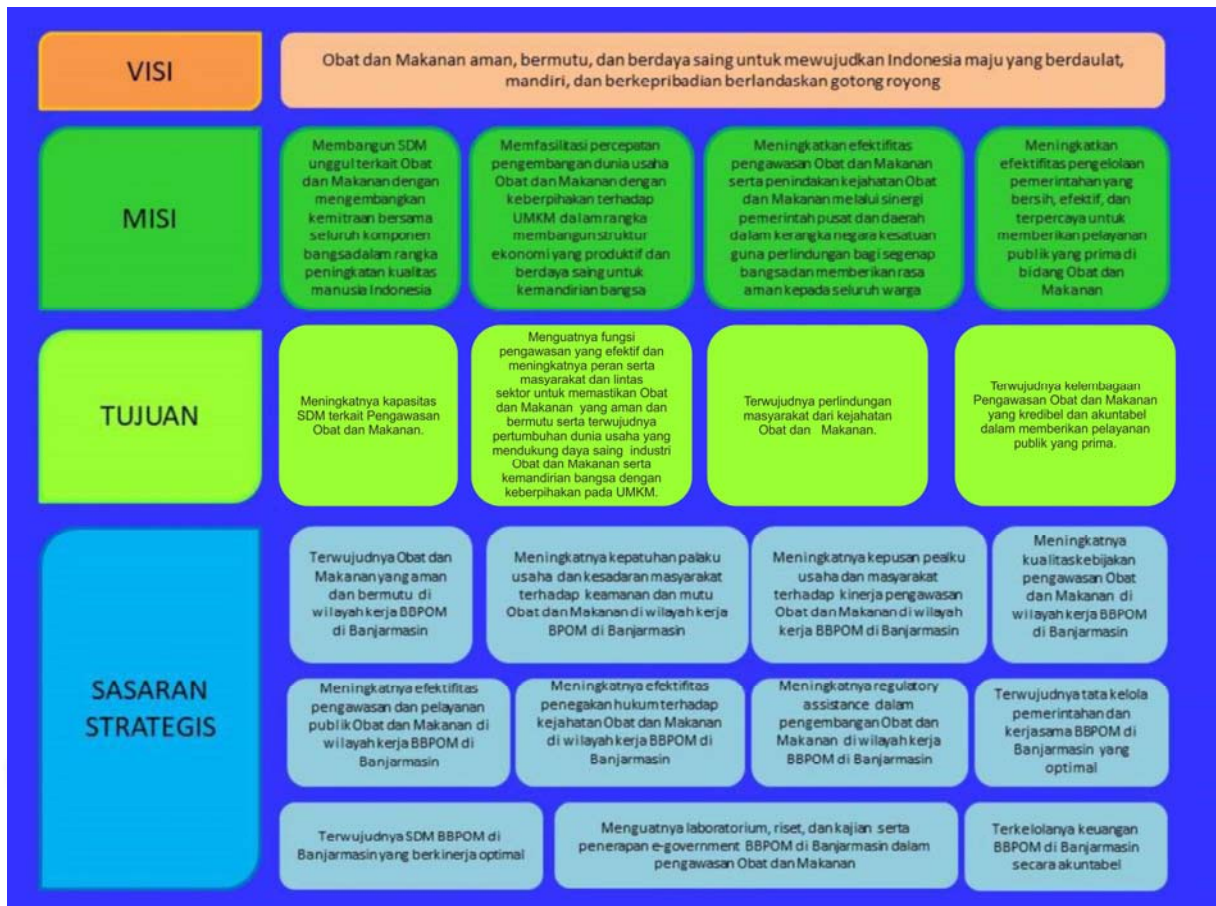 VISI
Obat dan Makanan aman, bermutu, dan berdaya saing untuk mewujudkan Indonesia maju yang berdaulat,
mandiri, dan berkepribadian berlandaskan gotong royong
MISI
Membangun SDM
unggul terkait Obat
dan Makanan dengan
mengembangkan
kemitraan bersama
seluruh komponen
bangsadalam rangka
peningkatan kualitas
manusia Indonesia
Memfasilitasi percepatan
pengembangan dunia usaha
Obat dan Makanan dengan
keberpihakan terhadap
UMKM dalam rangka
membangun struktur
ekonomi yang produktif dan
berdaya saing untuk
kemandirian bangsa
Meningkatkan efektifitas
pengawasan Obat dan Makanan
serta penindakan kejahatan Obat
dan Makanan melalui sinergi
pemerintah pusat dan daerah
dalam kerangka negara kesatuan
guna perlindungan bagi segenap
bangsa dan memberikan rasa
aman kepada seluruh warga
Meningkatkan
efektifitas pengelolaan
pemerintahan yang
bersih, efektif, dan
terpercaya untuk
memberikan pelayanan
publik yang prima di
bidang Obat dan
Makanan
TUJUAN
Meningkatnya kapasitas
SDM terkait Pengawasan
Obat dan Makanan.
Menguatnya fungsi
pengawasan yang efektif dan
meningkatnya peran serta
masyarakat dan lintas
sektor untuk memastikan Obat
dan Makanan yang aman dan
bermutu serta terwujudnya
pertumbuhan dunia usaha yang
mendukung daya saing industri
Obat dan Makanan serta
kemandirian bangsa dengan
keberpihakan pada UMKM.
Terwujudnya perlindungan
masyarakat dari kejahatan
Obat dan Makanan.
Terwujudnya kelembagaan
Pengawasan Obat dan Makanan
yang kredibel dan akuntabel
dalam memberikan pelayanan
publik yang prima.
SASARAN
STRATEGIS
Terwujudnya Obat dan
Makanan yang aman
dan bermutu di
wilayah kerja BBPOM
di Banjarmasin
Meningkatnya kepatuhan palaku
usaha dan kesadaran masyarakat
terhadap keamanan dan mutu
Obat dan Makanan di wilayah kerja
BPOM di Banjarmasin
Meningkatnya kepusan pealku
usaha dan masyarakat
terhadap kinerja pengawasan
Obat dan Makanan di wilayah
kerja BBPOM di Banjarmasin
Meningkatnya
kualitas kebijakan
pengawasan Obat
dan Makanan di
wilayah kerja BBPOM
di Banjarmasin
Meningkatnya efektifitas
pengawasan dan pelayanan
publik Obat dan Makanan di
wilayah kerja BBPOM di
Banjarmasin
Meningkatnya efektifitas
penegakan hukum terhadap
kejahatan Obat dan Makanan
di wilayah kerja BBPOM di
Banjarmasin
Meningkatnya regulatory
assistance dalam
pengembangan Obat dan
Makanan di wilayah kerja
BBPOM di Banjarmasin
Terwujudnya tata kelola
pemerintahan dan
kerjasama BBPOM di
Banjarmasin yang
optimal
Terwujudnya SDM BBPOM di
Banjarmasin yang berkinerja optimal
Menguatnya laboratorium, riset, dan kajian serta
penerapan e-government BBPOM di Banjarmasin dalam
pengawasan Obat dan Makanan
Terkelolanya keuangan
BBPOM di Banjarmasin
secara akuntabel